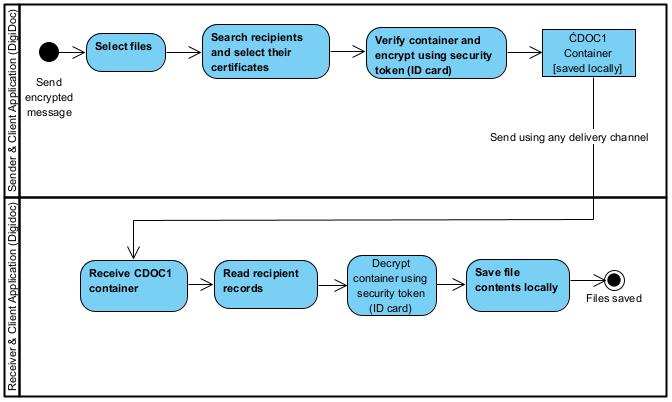 Sender & Client Application (DigiDoc)
Send
encrypted
message
Select files
Search recipients
and select their
certificates
Verify container and
encrypt using security
token (ID card)
CDOC1
Container
[saved locally]
Send using any delivery channel
Receiver & Client Application (Digidoc)
Receive CDOC1
container
Read recipient
records
Decrypt
container using
security token
(ID card)
Save file
contents locally
Files saved